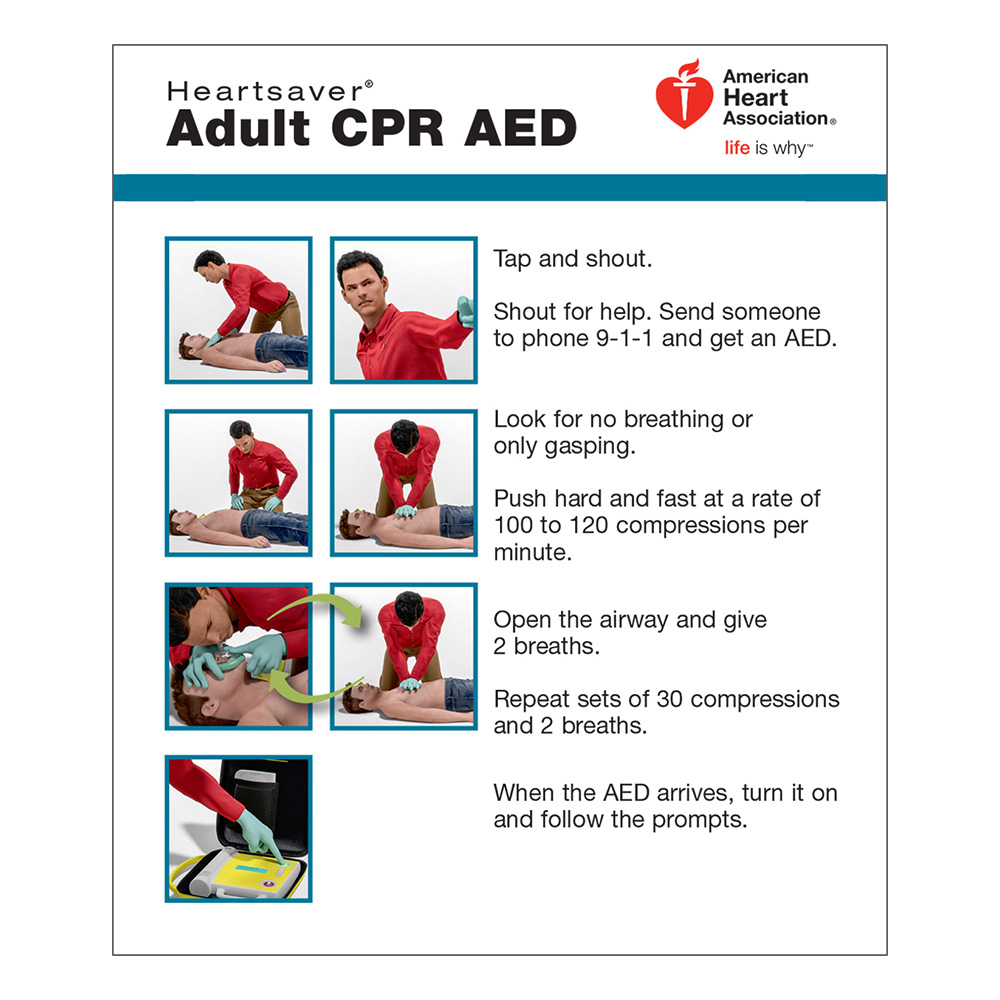 Heartsaver®
Adult CPR AED
American
Heart
Association®
life is why™
Tap and shout.
Shout for help. Send someone
to phone 9-1-1 and get an AED.
Look for no breathing or
only gasping.
Push hard and fast at a rate of
100 to 120 compressions per
minute.
Open the airway and give
2 breaths.
Repeat sets of 30 compressions
and 2 breaths.
When the AED arrives, turn it on
and follow the prompts.